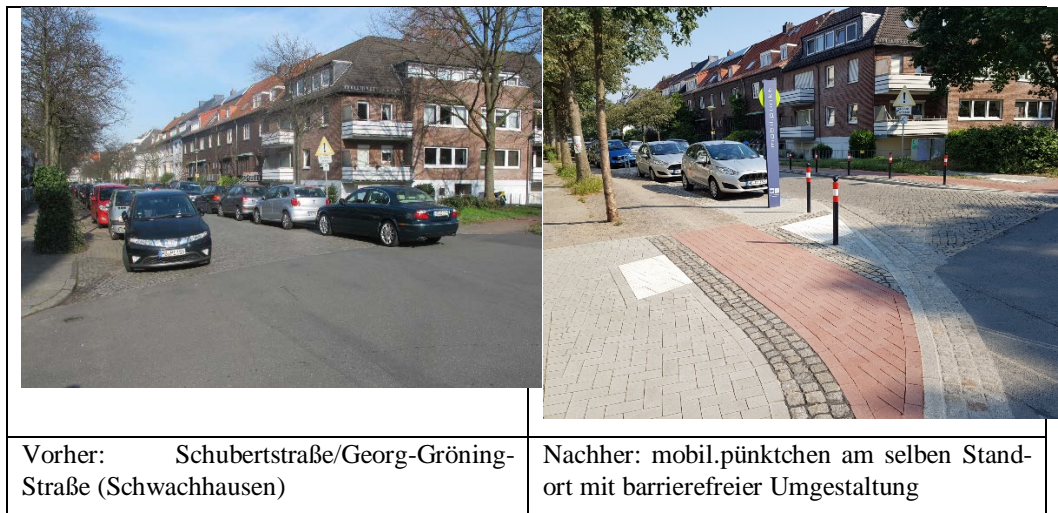 Vorher: Schubertstraße/Georg-Gröning-
Straße (Schwachhausen)
Nachher: mobil.pünktchen am selben Stand-
ort mit barrierefreier Umgestaltung